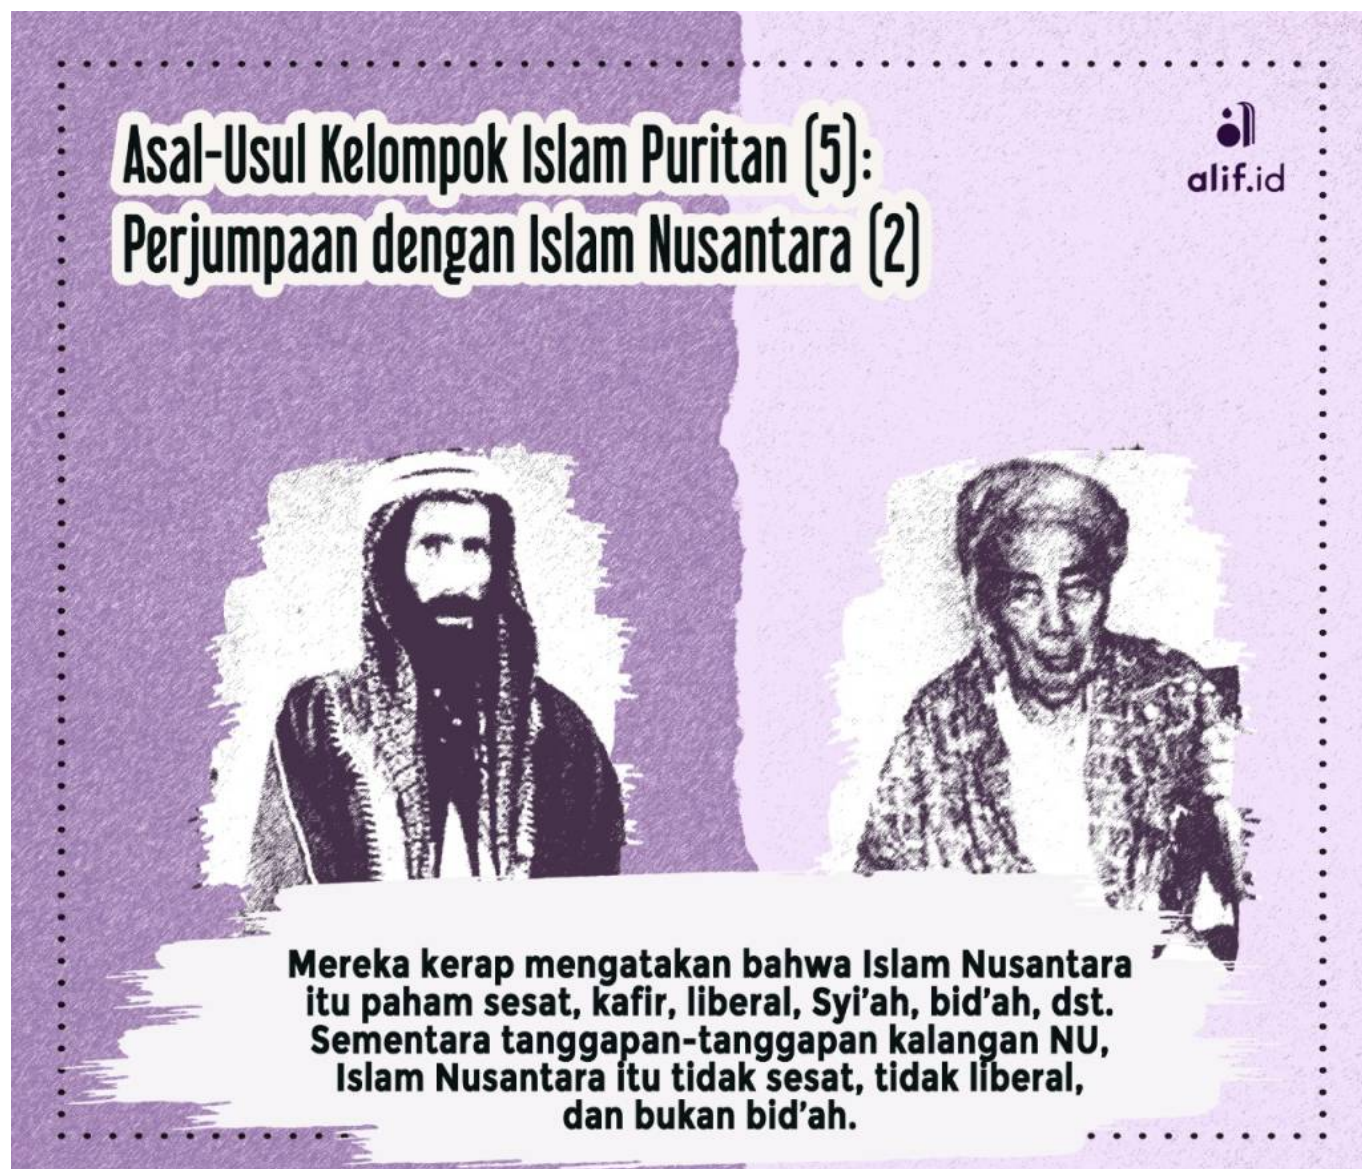 Asal-Usul Kelompok Islam Puritan (5):
Perjumpaan dengan Islam Nusantara (2)
alif.id
Mereka kerap mengatakan bahwa Islam Nusantara
itu paham sesat, kafir, liberal, Syi'ah, bid'ah, dst.
Sementara tanggapan-tanggapan kalangan NU,
Islam Nusantara itu tidak sesat, tidak liberal,
dan bukan bid'ah.